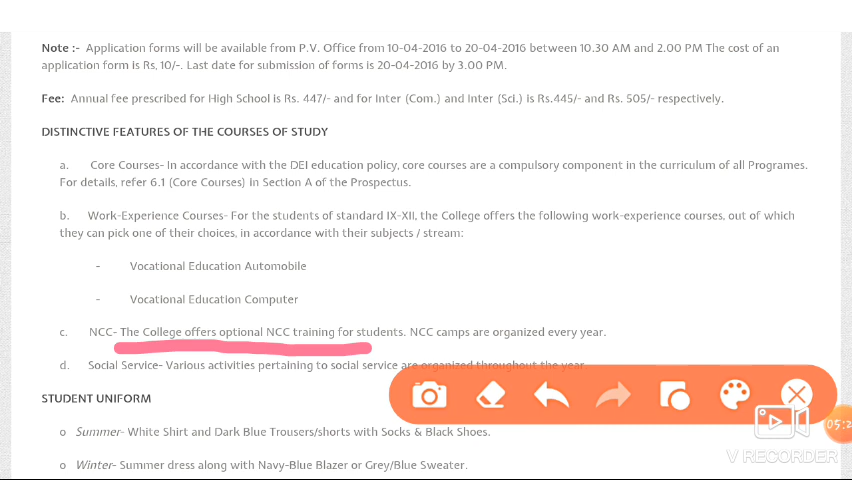 Note :- Application forms will be available from P.V. Office from 10-04-2016 to 20-04-2016 between 10.30 AM and 2.00 PM The cost of an
application form is Rs, 10/-. Last date for submission of forms is 20-04-2016 by 3.00 PM.
Fee: Annual fee prescribed for High School is Rs. 447/- and for Inter (Com.) and Inter (Sci.) is Rs.445/- and Rs. 505/- respectively.
DISTINCTIVE FEATURES OF THE COURSES OF STUDY
a. Core Courses- In accordance with the DEI education policy, core courses are a compulsory component in the curriculum of all Programes.
For details, refer 6.1 (Core Courses) in Section A of the Prospectus.
b. Work-Experience Courses- For the students of standard IX-XII, the College offers the following work-experience courses, out of which
they can pick one of their choices, in accordance with their subjects / stream:
- Vocational Education Automobile
- Vocational Education Computer
c. NCC- The College offers optional NCC training for students. NCC camps are organized every year.
d. Social Service- Various activities pertaining to social service are organized throughout the year
STUDENT UNIFORM
o Summer- White Shirt and Dark Blue Trousers/shorts with Socks & Black Shoes.
05:2
o Winter- Summer dress along with Navy-Blue Blazer or Grey/Blue Sweater.
V RECORDER